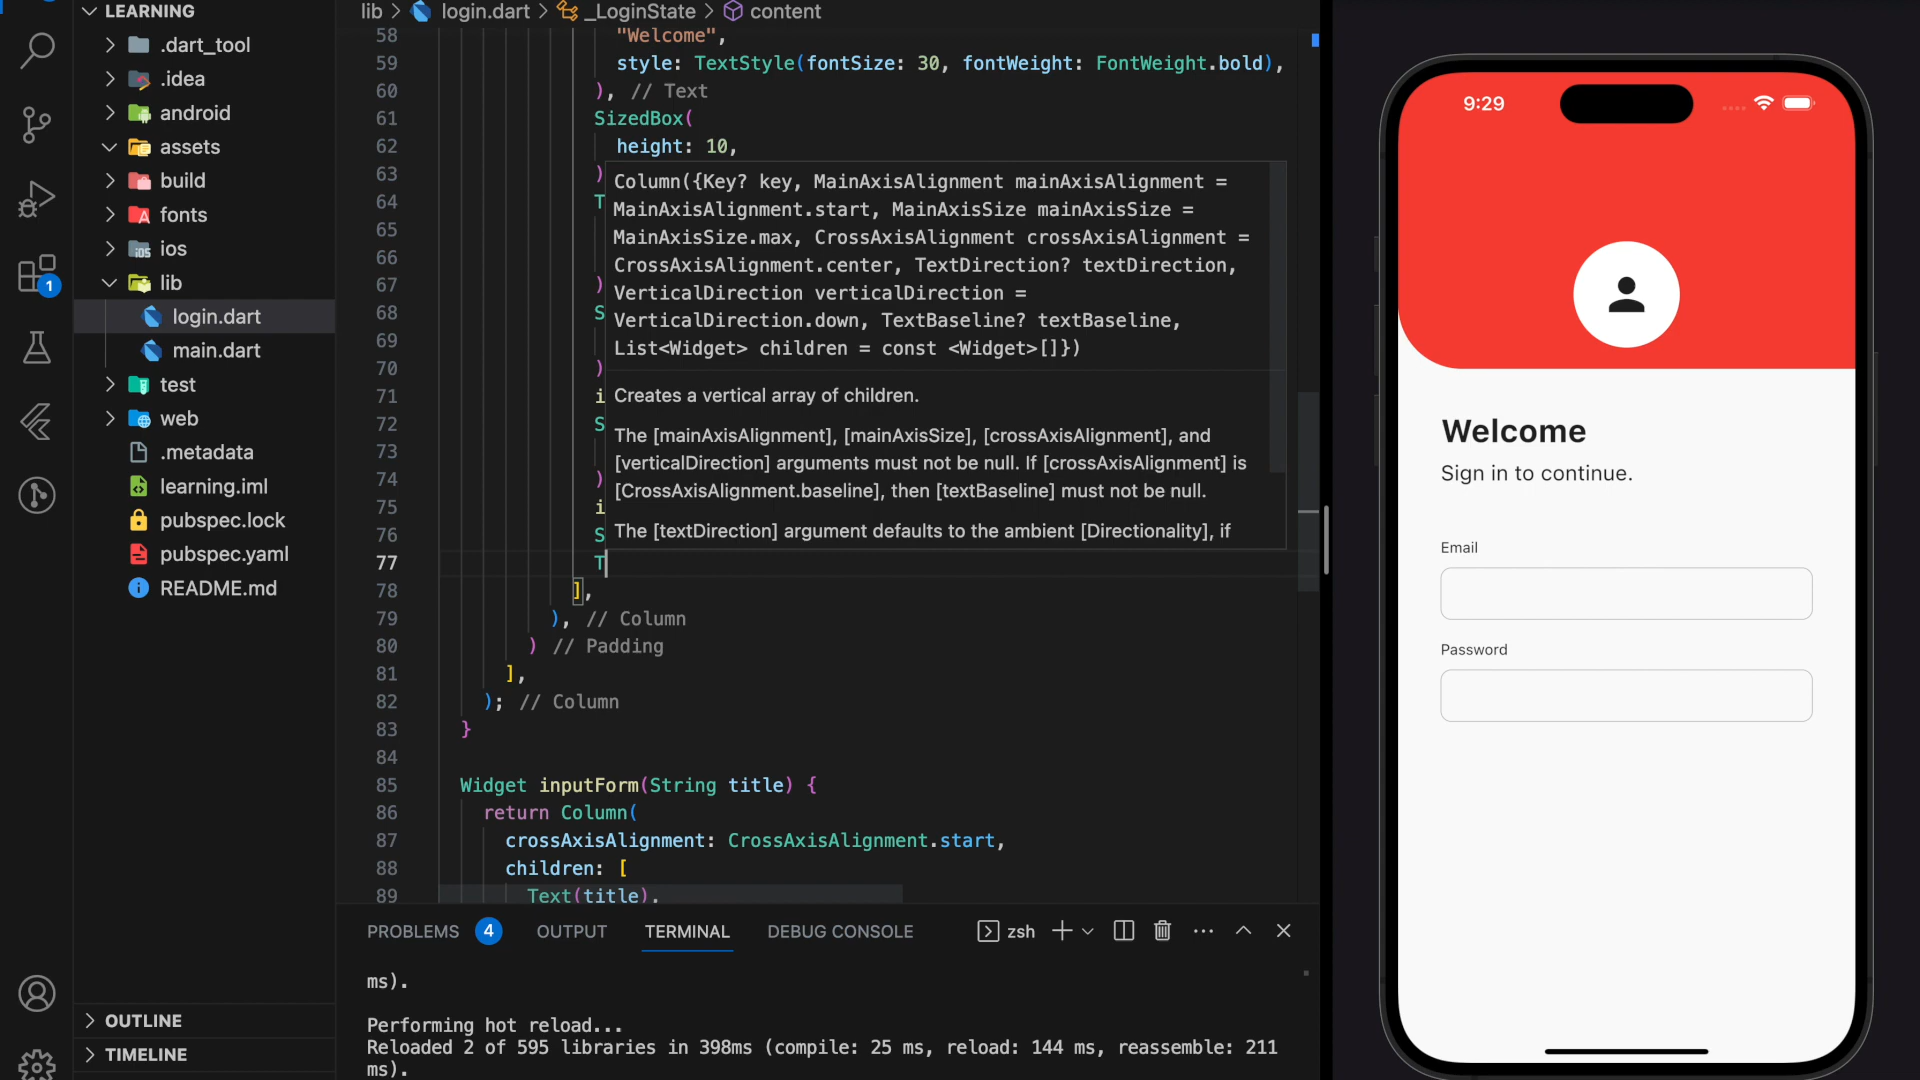 LEARNING
.dart_tool
.idea
android
assets
build
fonts
ios
lib
login.dart
main.dart
test
web
.metadata
learning.iml
pubspec.lock
pubspec.yaml
README.md
OUTLINE
TIMELINE
1
lib > login.dart > _LoginState > content
58 "Welcome",
59 style: TextStyle(fontSize: 30, fontWeight: FontWeight.bold),
60 ), // Text
61 SizedBox(
62 height: 10,
63 )
64 T
65
66
67 )
68 S
69
70 )
71 i
72 S
73
74 )
75 i
76 S
77 T
78 ],
79 ), // Column
80 ) // Padding
81 ],
82 ); // Column
83 }
84
85 Widget inputForm(String title) {
86 return Column(
87 crossAxisAlignment: CrossAxisAlignment.start,
88 children: [
89 Text(title),
Column({Key? key, MainAxisAlignment mainAxisAlignment =
MainAxisAlignment.start, MainAxisSize mainAxisSize =
MainAxisSize.max, CrossAxisAlignment crossAxisAlignment =
CrossAxisAlignment.center, TextDirection? textDirection,
VerticalDirection verticalDirection =
VerticalDirection.down, TextBaseline? textBaseline,
List<Widget> children = const <Widget>[]})
Creates a vertical array of children.
The [mainAxisAlignment], [mainAxisSize], [crossAxisAlignment], and
[verticalDirection] arguments must not be null. If [crossAxisAlignment] is
[CrossAxisAlignment.baseline], then [textBaseline] must not be null.
The [textDirection] argument defaults to the ambient [Directionality], if
PROBLEMS 4 OUTPUT TERMINAL DEBUG CONSOLE zsh
ms).
Performing hot reload...
Reloaded 2 of 595 libraries in 398ms (compile: 25 ms, reload: 144 ms, reassemble: 211
ms).
9:29
Welcome
Sign in to continue.
Email
Password